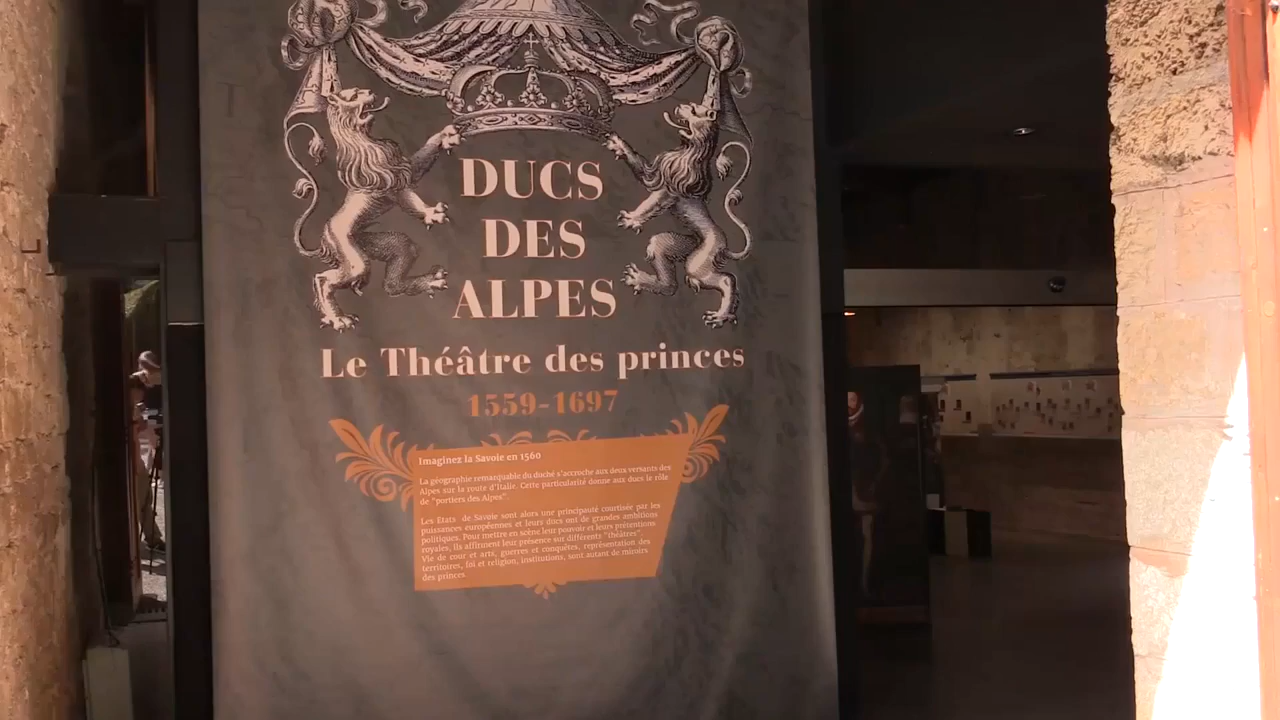 DUCS
DES
ALPES
Le Théâtre des princes
1559-1697
Imaginez la Savoie en 1560
La géographie remarquable du duché s'accroche aux deux versants des
Alpes sur la route d'Italie. Cette particularité donne aux ducs le rôle
de "portiers des Alpes".
Les Etats de Savoie sont alors une principauté courtisée par les
puissances européennes et leurs ducs ont de grandes ambitions
politiques. Pour mettre en scène leur pouvoir et leurs prétentions
royales, ils affirment leur présence sur différents "théâtres".
Vie de cour et arts, guerres et conquêtes, représentation des
territoires, foi et religion, institutions, sont autant de miroirs
des princes.